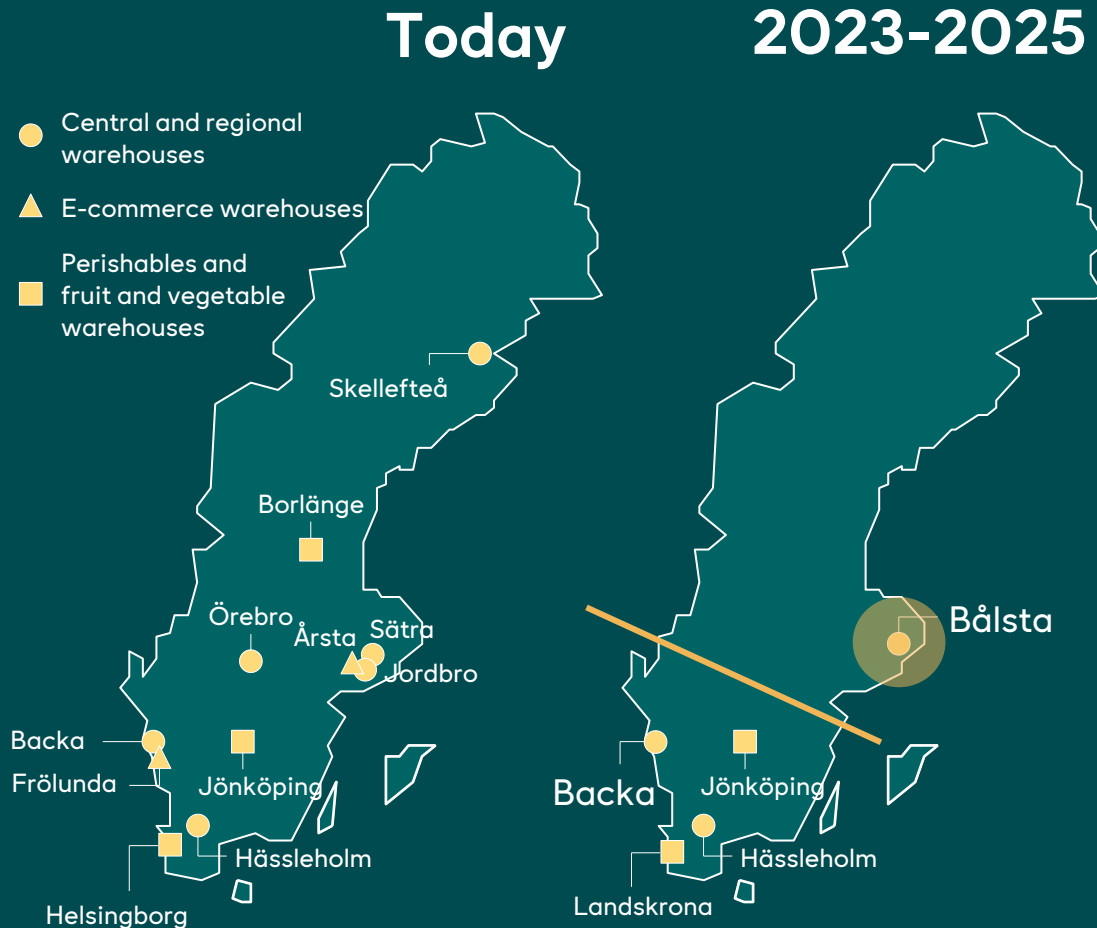 Today
2023-2025
Central and regional
warehouses
E-commerce warehouses
Perishables and
fruit and vegetable
warehouses
Skellefteå
Borlänge
Örebro
Årsta
Sätra
Jordbro
Backa
Frölunda
Jönköping
Hässleholm
Helsingborg
Bålsta
Backa
Jönköping
Hässleholm
Landskrona